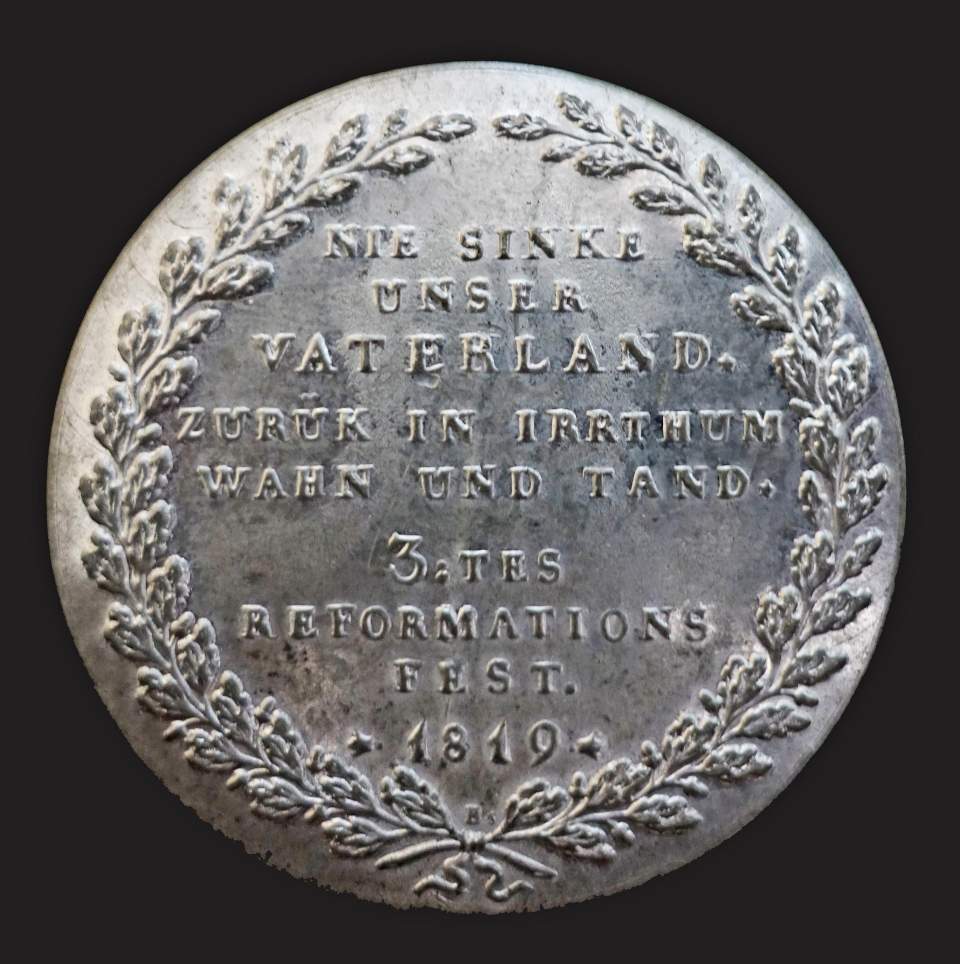 NIE SINKE
UNSER
VATERLAND.
ZURÜK IN IRRTHUM
WAHN UND TAND.
3:TES
REFORMATIONS
FEST.
* 1819 *